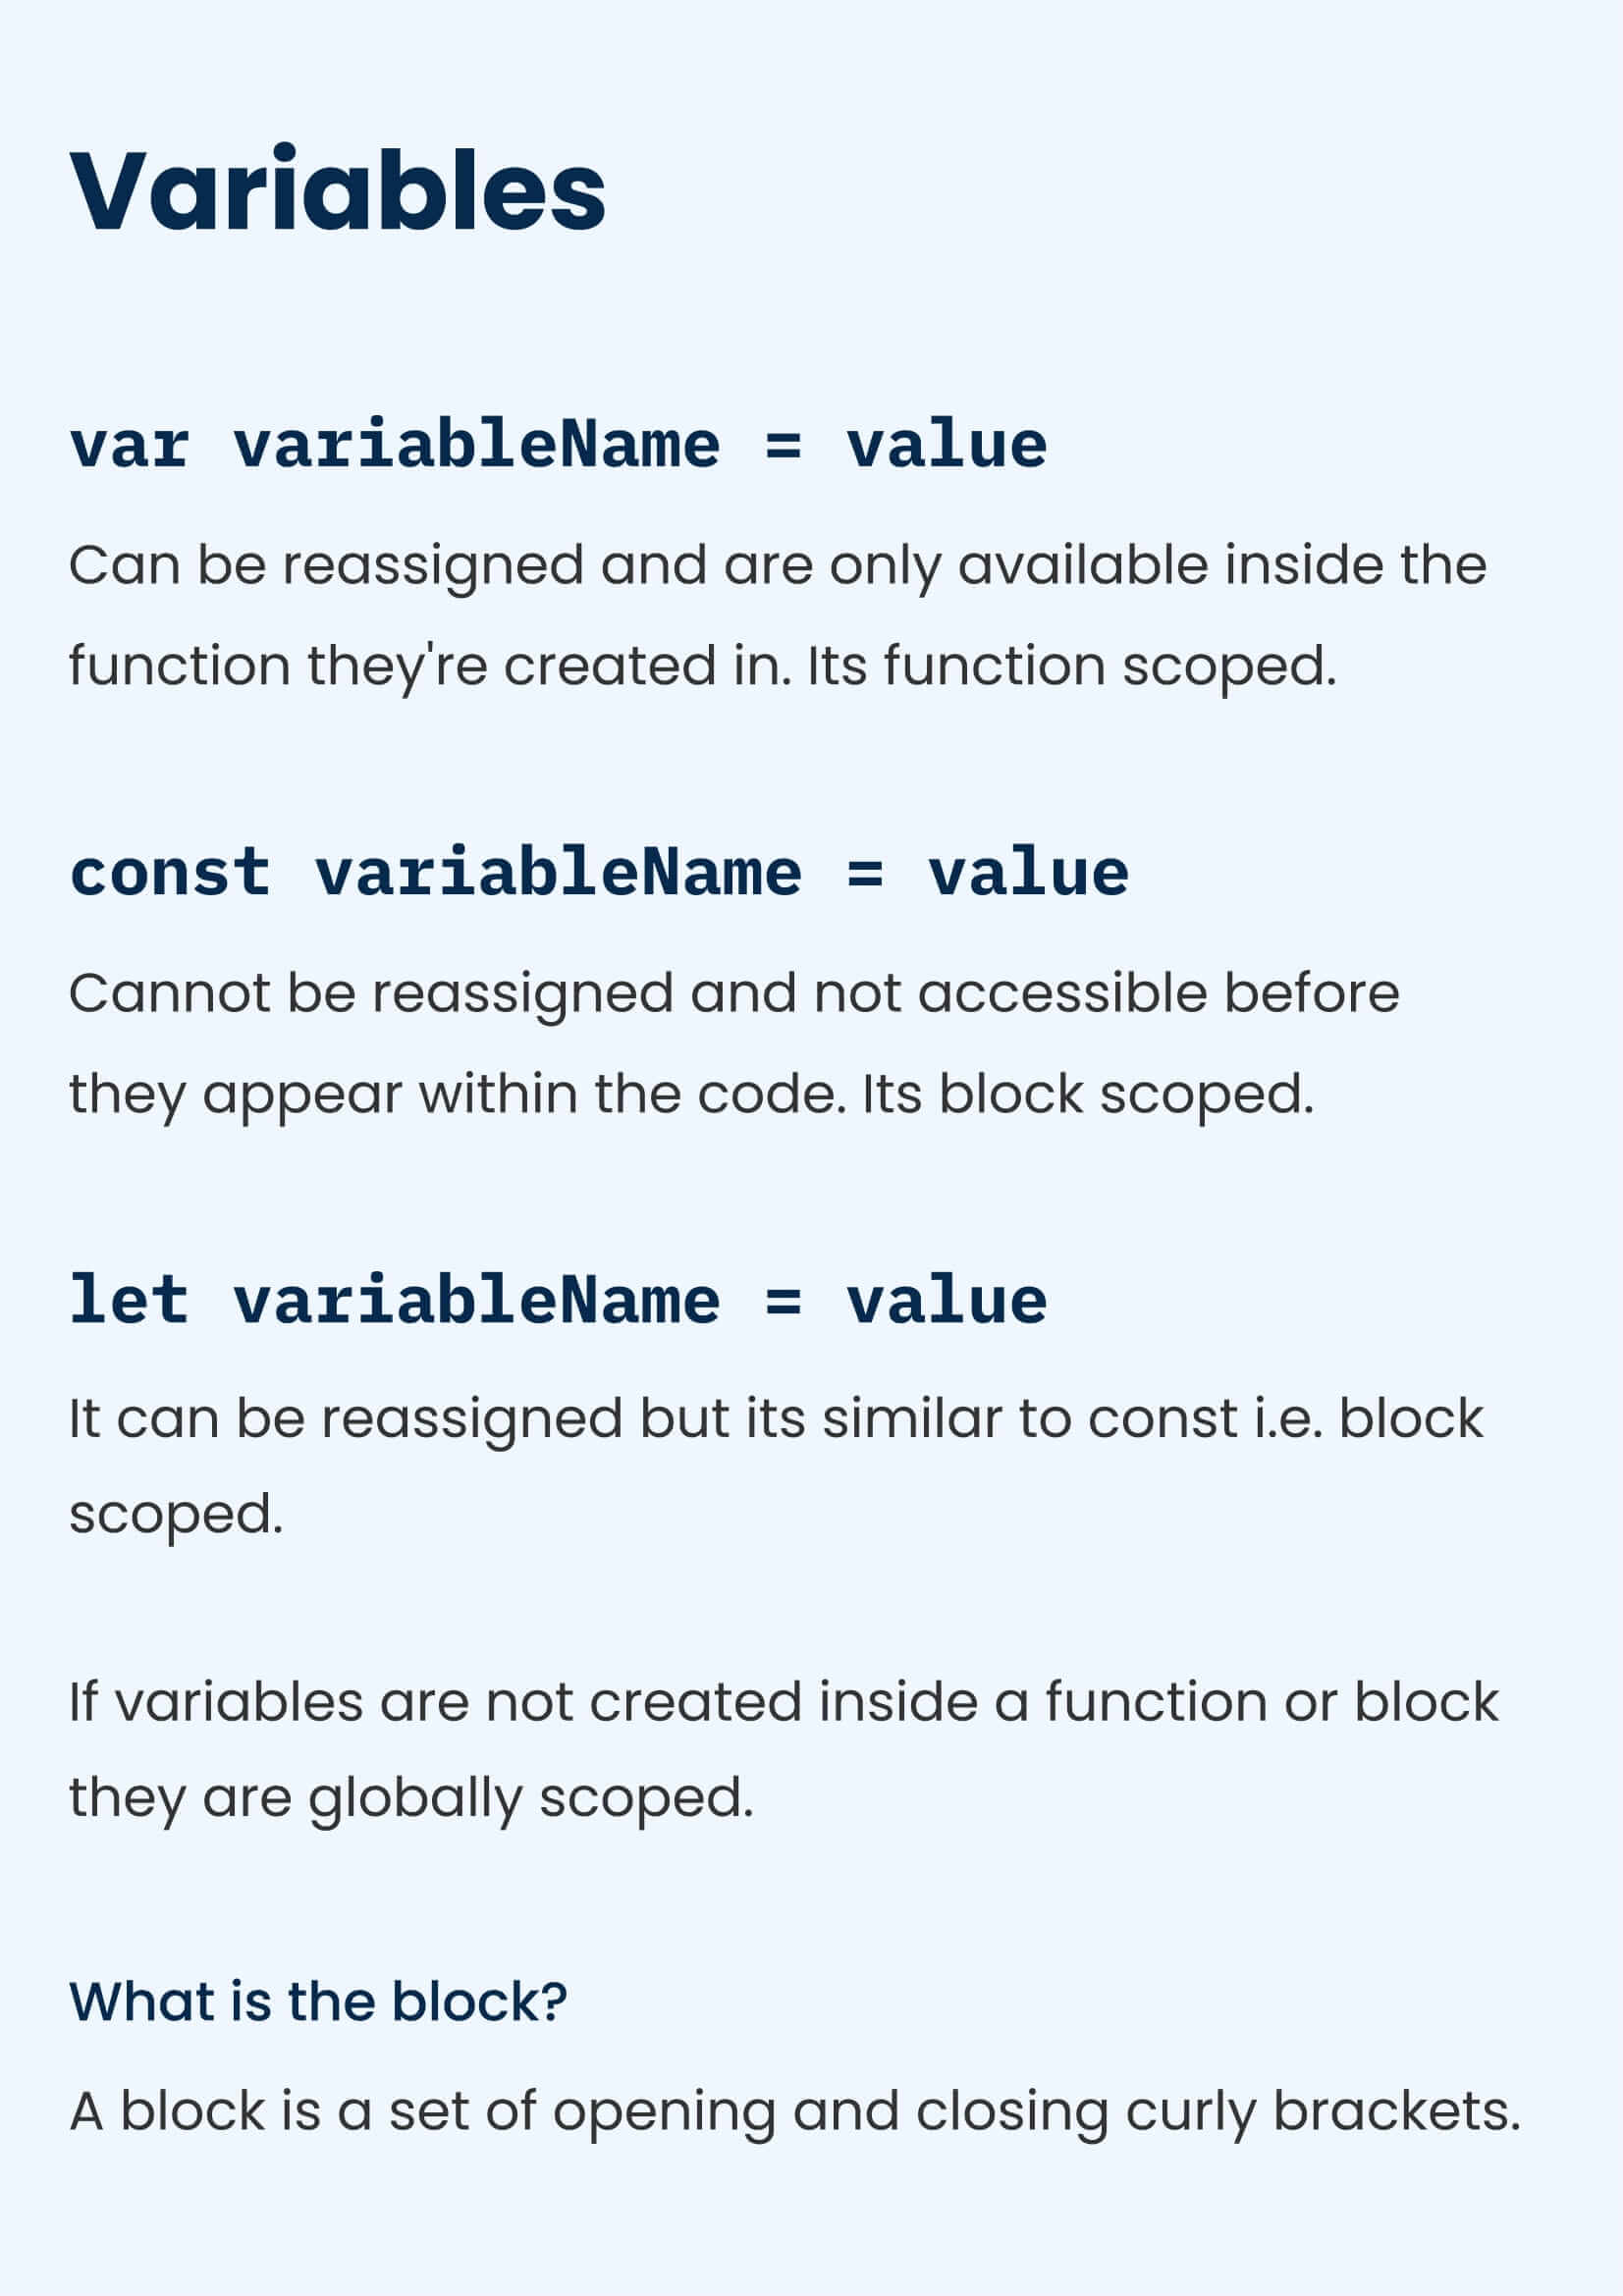 Variables
var variableName = value
Can be reassigned and are only available inside the
function they're created in. Its function scoped.
const variableName = value
Cannot be reassigned and not accessible before
they appear within the code. Its block scoped.
let variableName = value
It can be reassigned but its similar to const i.e. block
scoped.
If variables are not created inside a function or block
they are globally scoped.
What is the block?
A block is a set of opening and closing curly brackets.